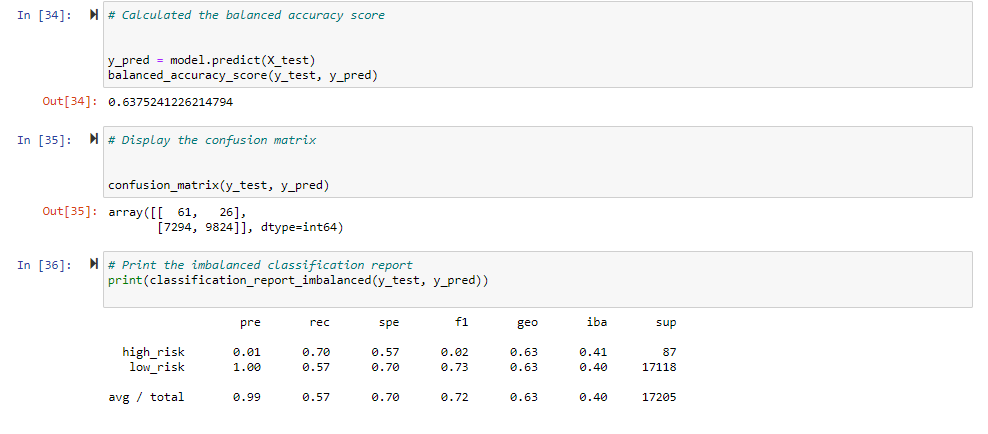 In [34]: # Calculated the balanced accuracy score
y_pred = model.predict(X_test)
balanced_accuracy_score(y_test, y_pred)
Out[34]: 0.6375241226214794
In [35]: # Display the confusion matrix
confusion_matrix(y_test, y_pred)
Out[35]: array([[  61,   26],
[7294, 9824]], dtype=int64)
In [36]: # Print the imbalanced classification report
print(classification_report_imbalanced(y_test, y_pred))
pre rec spe f1 geo iba sup
high_risk 0.01 0.70 0.57 0.02 0.63 0.41 87
low_risk 1.00 0.57 0.70 0.73 0.63 0.40 17118
avg / total 0.99 0.57 0.70 0.72 0.63 0.40 17205